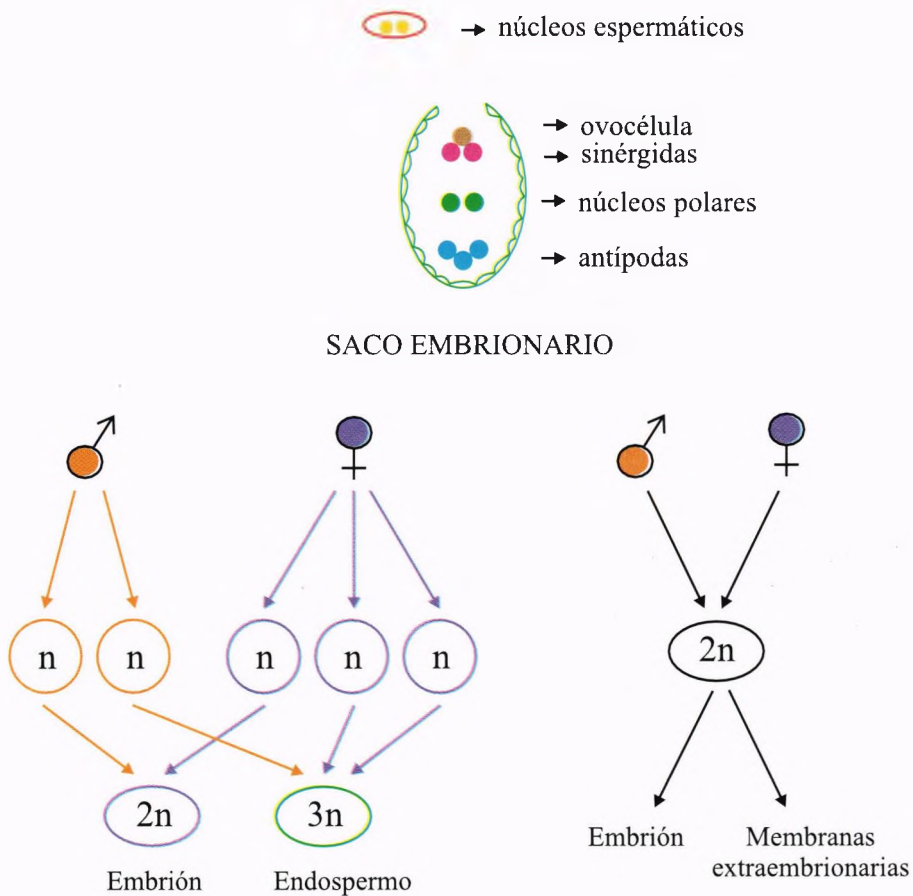 → núcleos espermáticos
→ ovocélula
→ sinérgidas
→ núcleos polares
→ antípodas
SACO EMBRIONARIO
♂ ♀ ♂ ♀
n n n n n
2n
2n 3n
Embrión Endospermo
Embrión Membranas
extraembrionarias